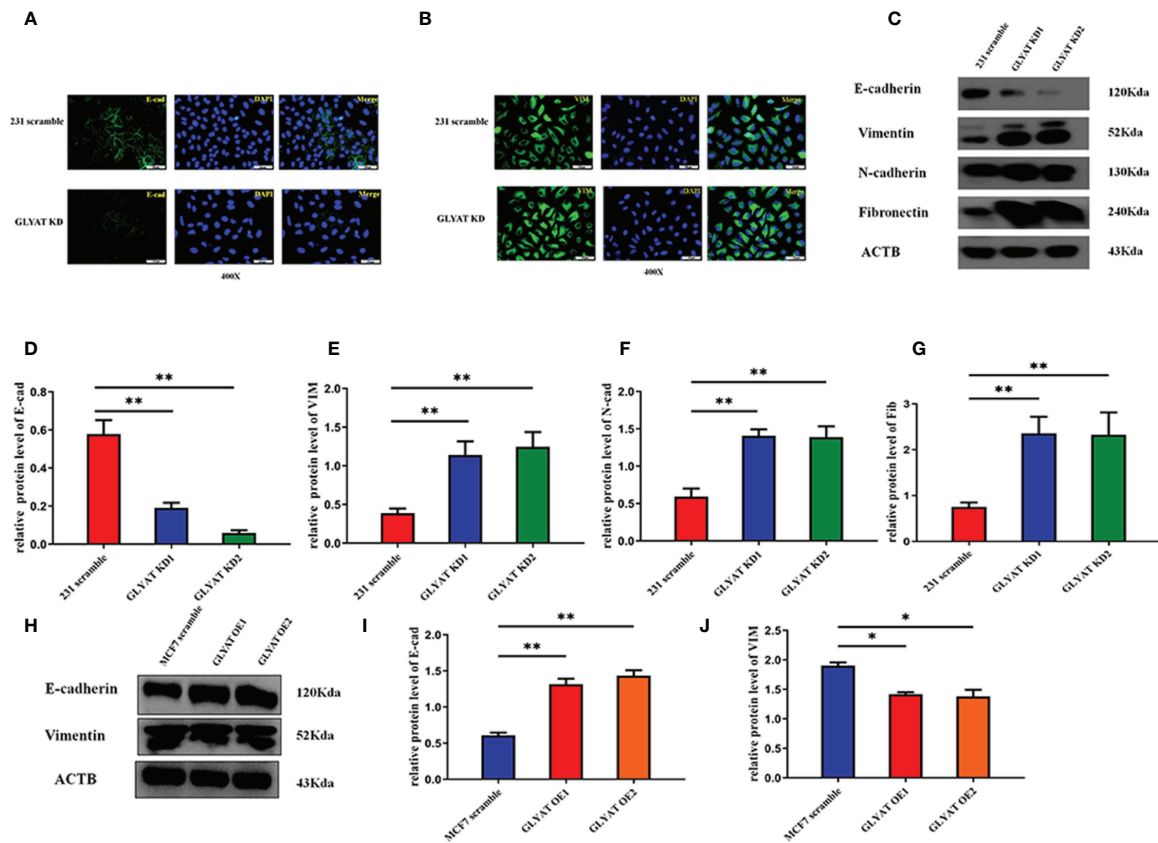 A
B
C
231 scramble
E-cad
DAPI
Merge
GLYAT KD
E-cad
DAPI
Merge
400X
231 scramble
VIM
DAPI
Merge
GLYAT KD
VIM
DAPI
Merge
400X
231 scramble
GLYAT KD1
GLYAT KD2
E-cadherin 120Kda
Vimentin 52Kda
N-cadherin 130Kda
Fibronectin 240Kda
ACTB 43Kda
D
relative protein level of E-cad
0.8
0.6
0.4
0.2
0.0
**
**
231 scramble
GLYAT KD1
GLYAT KD2
E
relative protein level of VIM
2.0
1.5
1.0
0.5
0.0
**
**
231 scramble
GLYAT KD1
GLYAT KD2
F
relative protein level of N-cad
2.0
1.5
1.0
0.5
0.0
**
**
231 scramble
GLYAT KD1
GLYAT KD2
G
relative protein level of Fib
3
2
1
0
**
**
231 scramble
GLYAT KD1
GLYAT KD2
H
MCF7 scramble
GLYAT OE1
GLYAT OE2
E-cadherin 120Kda
Vimentin 52Kda
ACTB 43Kda
I
relative protein level of E-cad
2.0
1.5
1.0
0.5
0.0
**
**
MCF7 scramble
GLYAT OE1
GLYAT OE2
J
relative protein level of VIM
2.5
2.0
1.5
1.0
0.5
0.0
*
*
MCF7 scramble
GLYAT OE1
GLYAT OE2